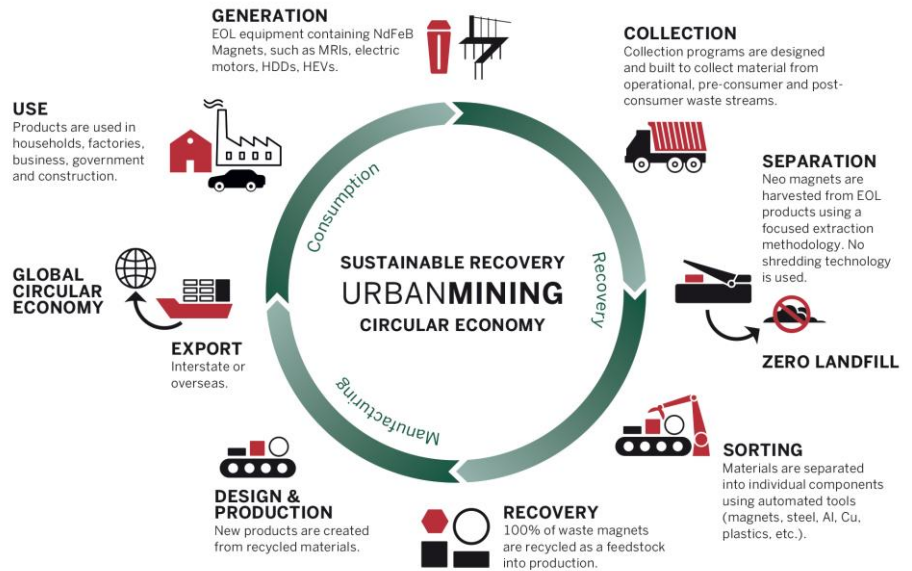 GENERATION
EOL equipment containing NdFeB
Magnets, such as MRIs, electric
motors, HDDs, HEVs.
COLLECTION
Collection programs are designed
and built to collect material from
operational, pre-consumer and post-
consumer waste streams.
SEPARATION
Neo magnets are
harvested from EOL
products using a
focused extraction
methodology. No
shredding technology
is used.
ZERO LANDFILL
SORTING
Materials are separated
into individual components
using automated tools
(magnets, steel, Al, Cu,
plastics, etc.).
RECOVERY
100% of waste magnets
are recycled as a feedstock
into production.
DESIGN &
PRODUCTION
New products are created
from recycled materials.
EXPORT
Interstate or
overseas.
GLOBAL
CIRCULAR
ECONOMY
USE
Products are used in
households, factories,
business, government
and construction.
Consumption
Recovery
Manufacturing
SUSTAINABLE RECOVERY
URBANMINING
CIRCULAR ECONOMY